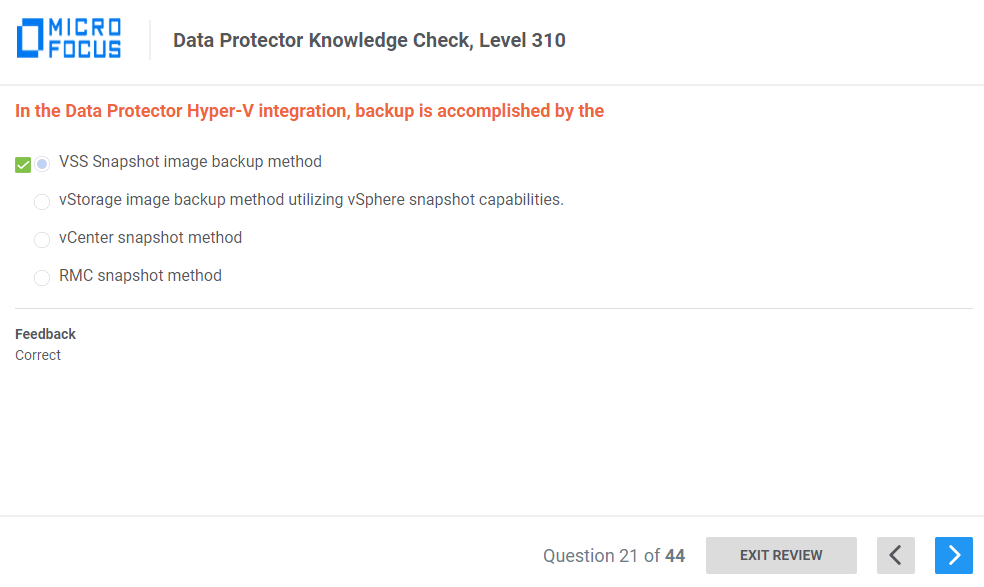 MICRO
FOCUS
Data Protector Knowledge Check, Level 310
In the Data Protector Hyper-V integration, backup is accomplished by the
VSS Snapshot image backup method
vStorage image backup method utilizing vSphere snapshot capabilities.
vCenter snapshot method
RMC snapshot method
Feedback
Correct
Question 21 of 44
EXIT REVIEW